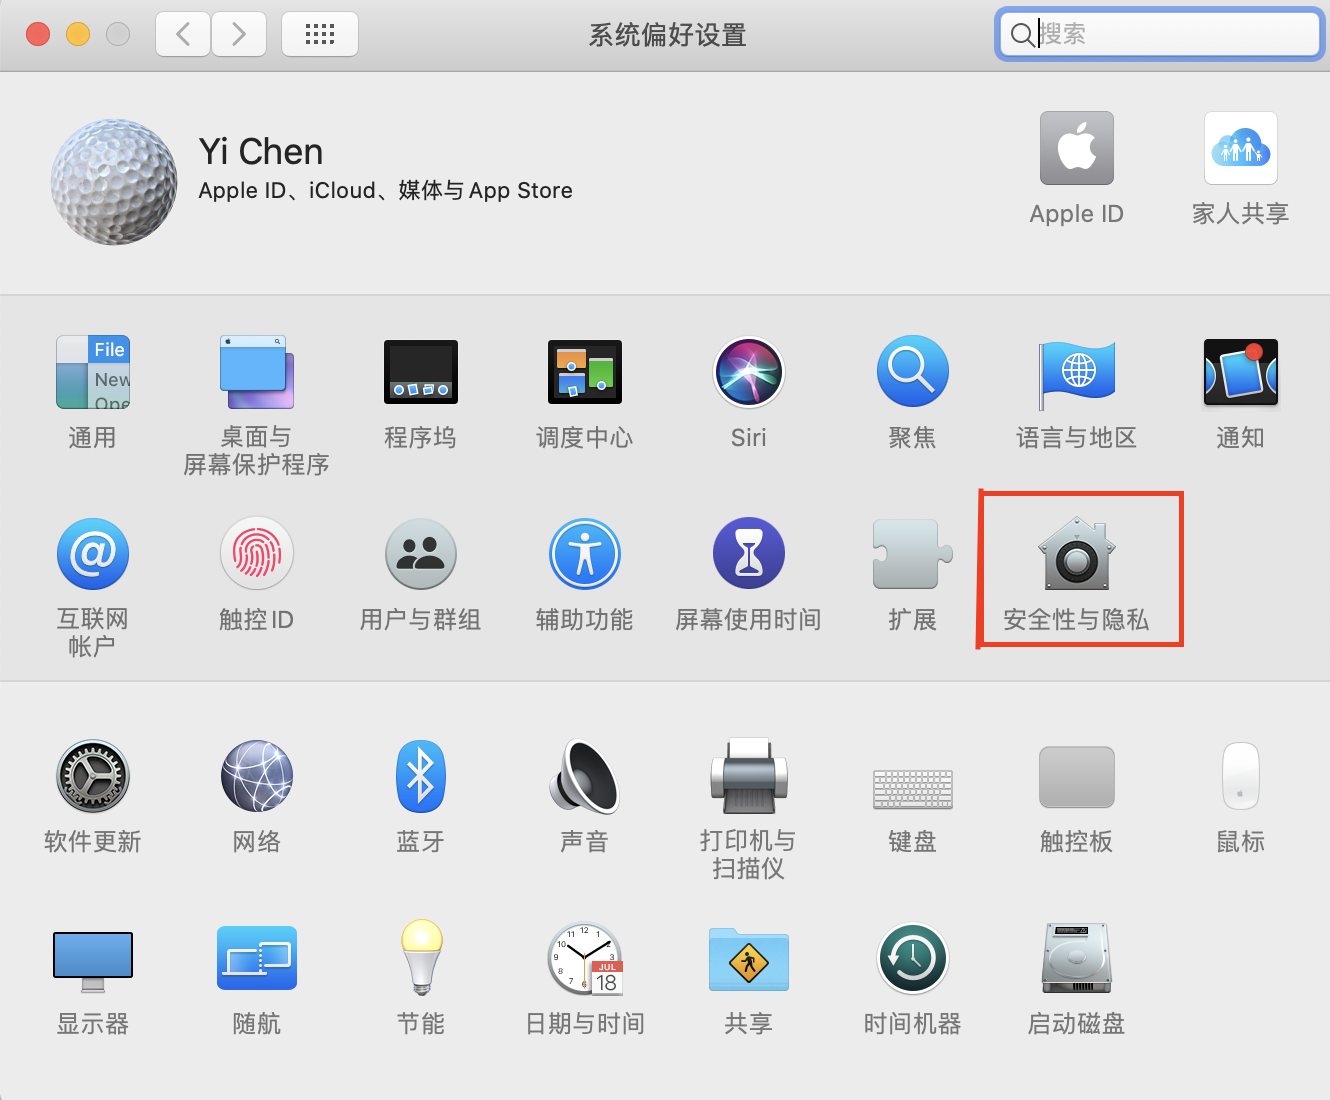 系统偏好设置
搜索
Yi Chen
Apple ID、iCloud、媒体与 App Store
Apple ID
家人共享
File
New
Ope
通用
桌面与
屏幕保护程序
程序坞
调度中心
Siri
聚焦
语言与地区
通知
@
互联网
帐户
触控 ID
用户与群组
辅助功能
屏幕使用时间
扩展
安全性与隐私
软件更新
网络
蓝牙
声音
打印机与
扫描仪
键盘
触控板
鼠标
显示器
随航
节能
11 12 1
10 2
9 3
8
7 6
JUL
18
日期与时间
共享
时间机器
启动磁盘